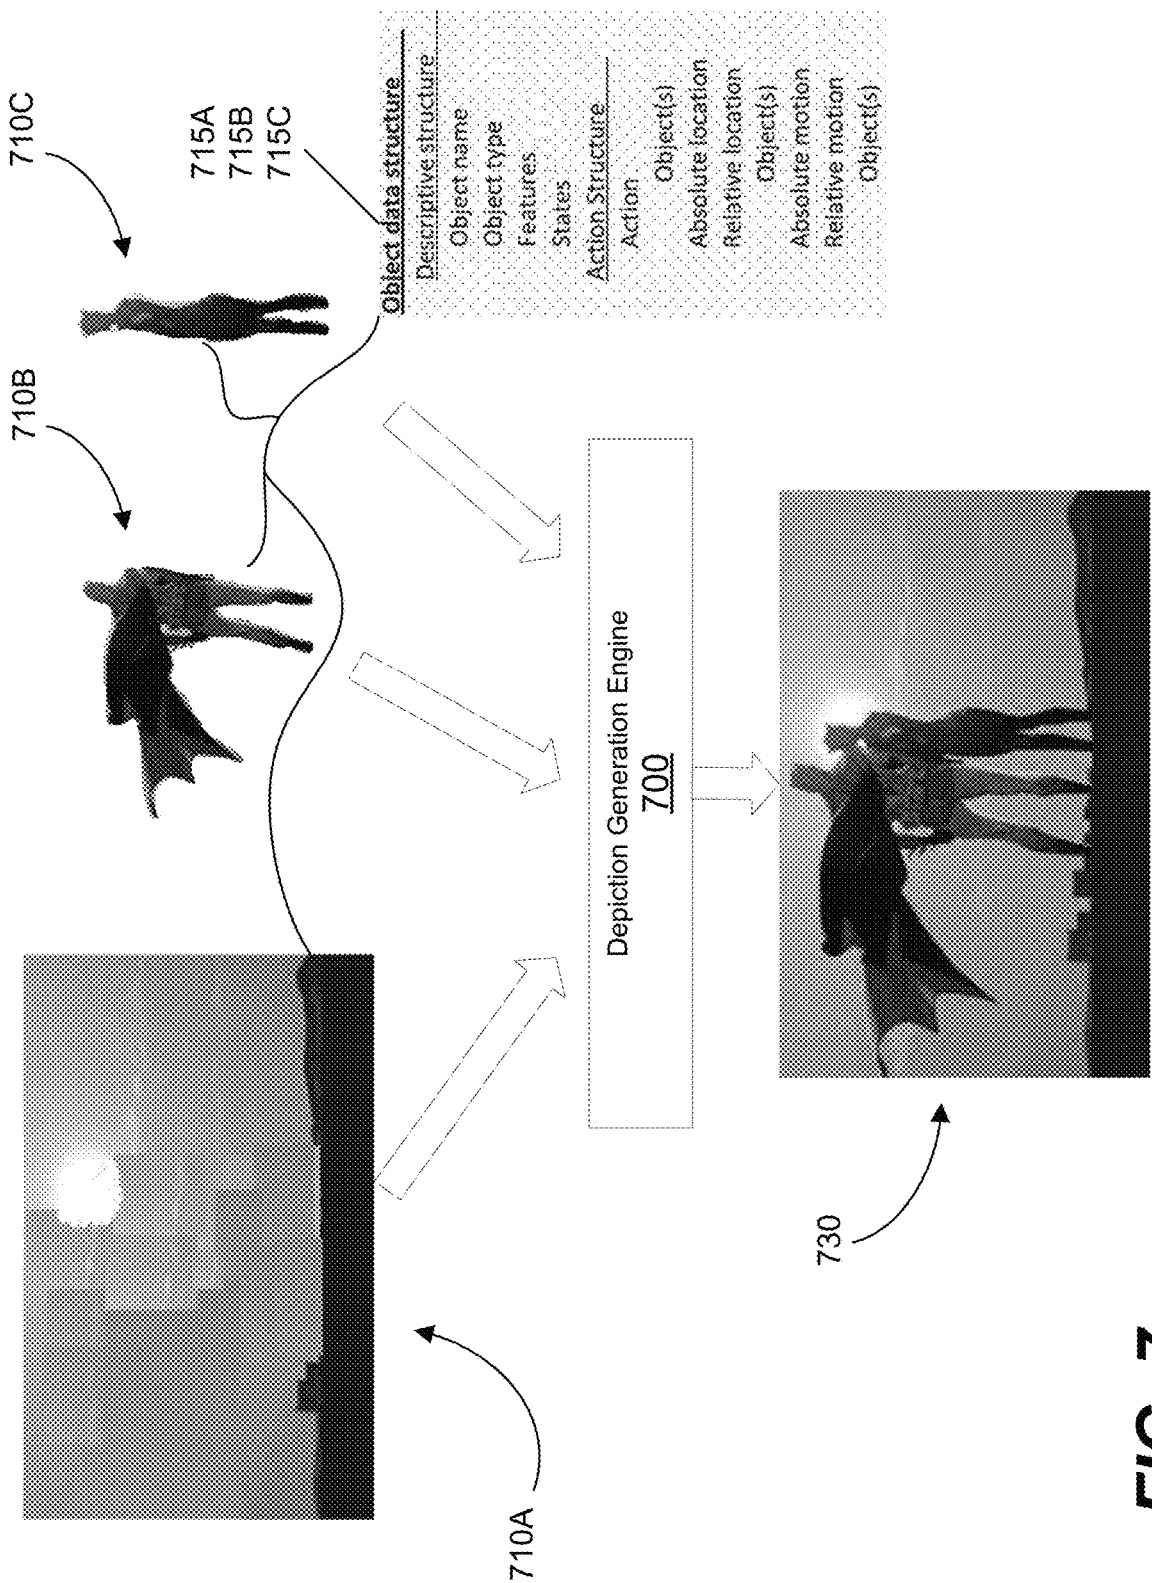 710C
710B
715A
715B
715C
Object data structure
Descriptive structure
Object name
Object type
Features
States
Action Structure
Action
Object(s)
Absolute location
Relative location
Object(s)
Absolute motion
Relative motion
Object(s)
Depiction Generation Engine
700
730
710A
FIG. 7